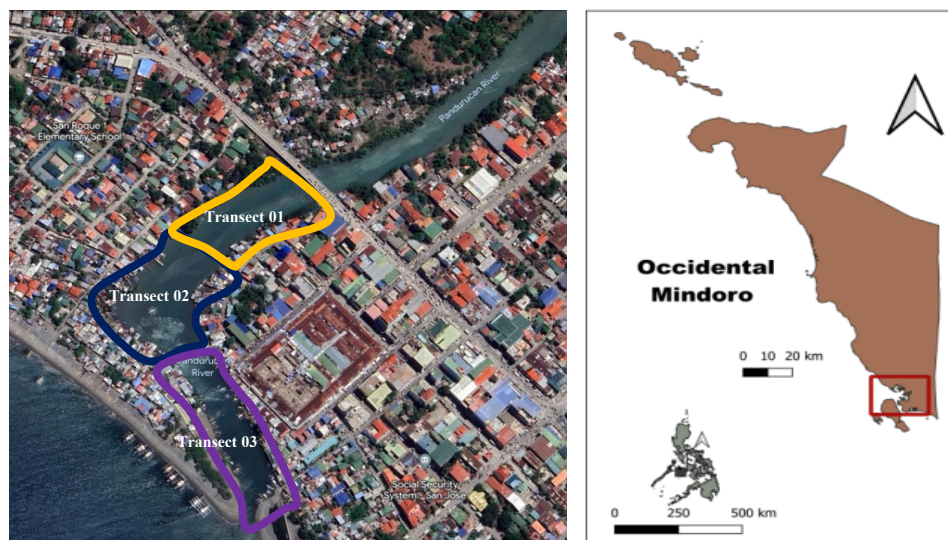 San Roque 1
Elementary School
Pandurucan River
Transect 01
Transect 02
Pandurucan
River
Transect 03
Social Security
System - San Jose
Occidental
Mindoro
0 10 20 km
0 250 500 km